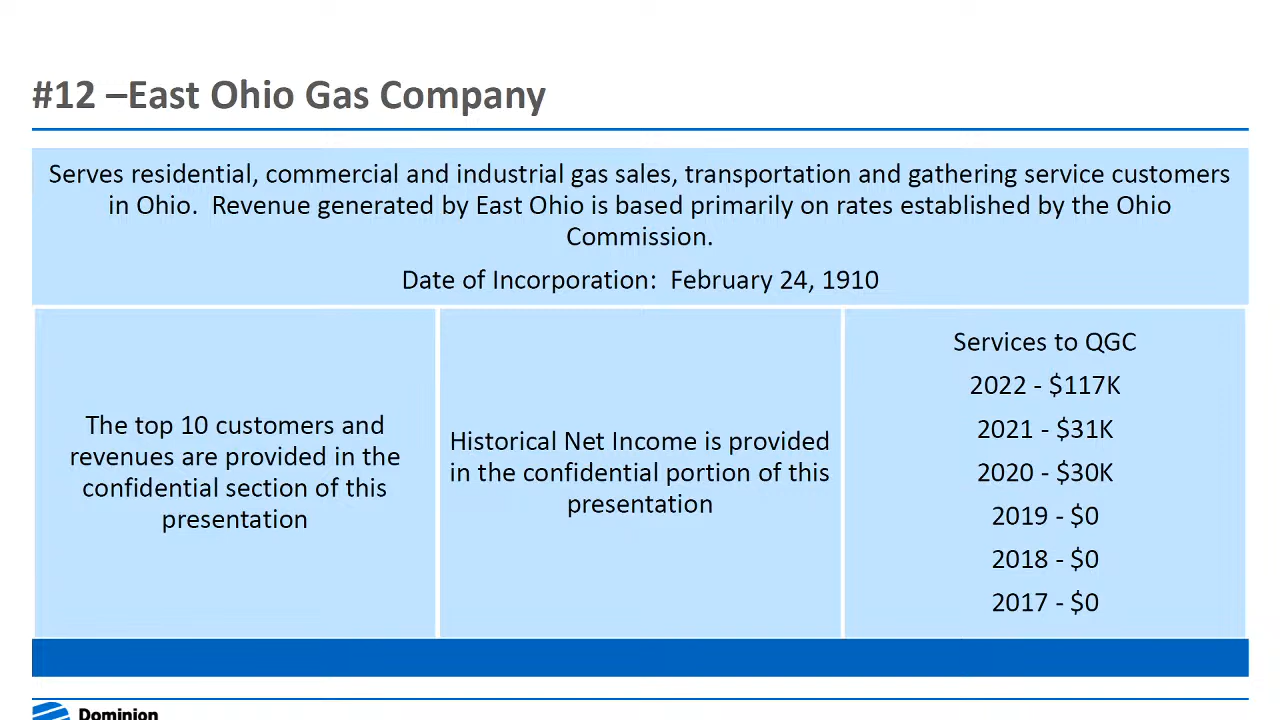 #12 –East Ohio Gas Company
Serves residential, commercial and industrial gas sales, transportation and gathering service customers
in Ohio.  Revenue generated by East Ohio is based primarily on rates established by the Ohio
Commission.
Date of Incorporation:  February 24, 1910
The top 10 customers and
revenues are provided in the
confidential section of this
presentation
Historical Net Income is provided
in the confidential portion of this
presentation
Services to QGC
2022 - $117K
2021 - $31K
2020 - $30K
2019 - $0
2018 - $0
2017 - $0
Dominion